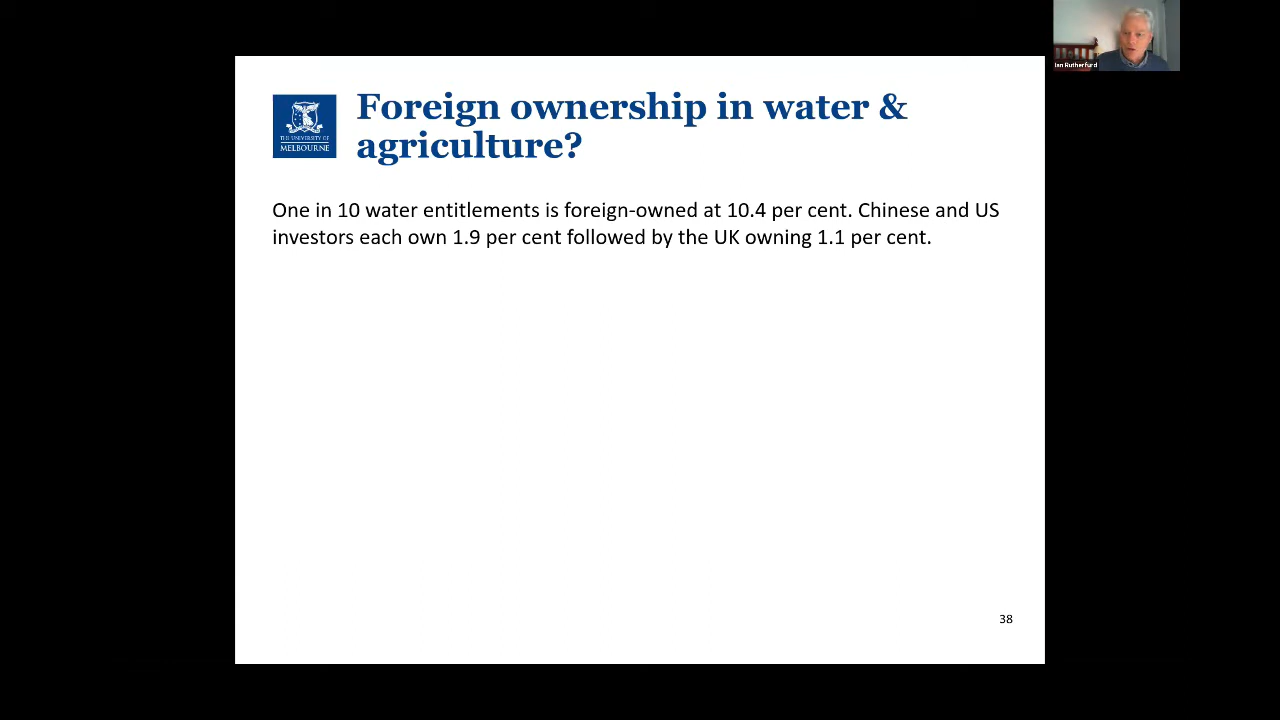 Ian Rutherfurd
THE UNIVERSITY OF
MELBOURNE
Foreign ownership in water &
agriculture?
One in 10 water entitlements is foreign-owned at 10.4 per cent. Chinese and US
investors each own 1.9 per cent followed by the UK owning 1.1 per cent.
38